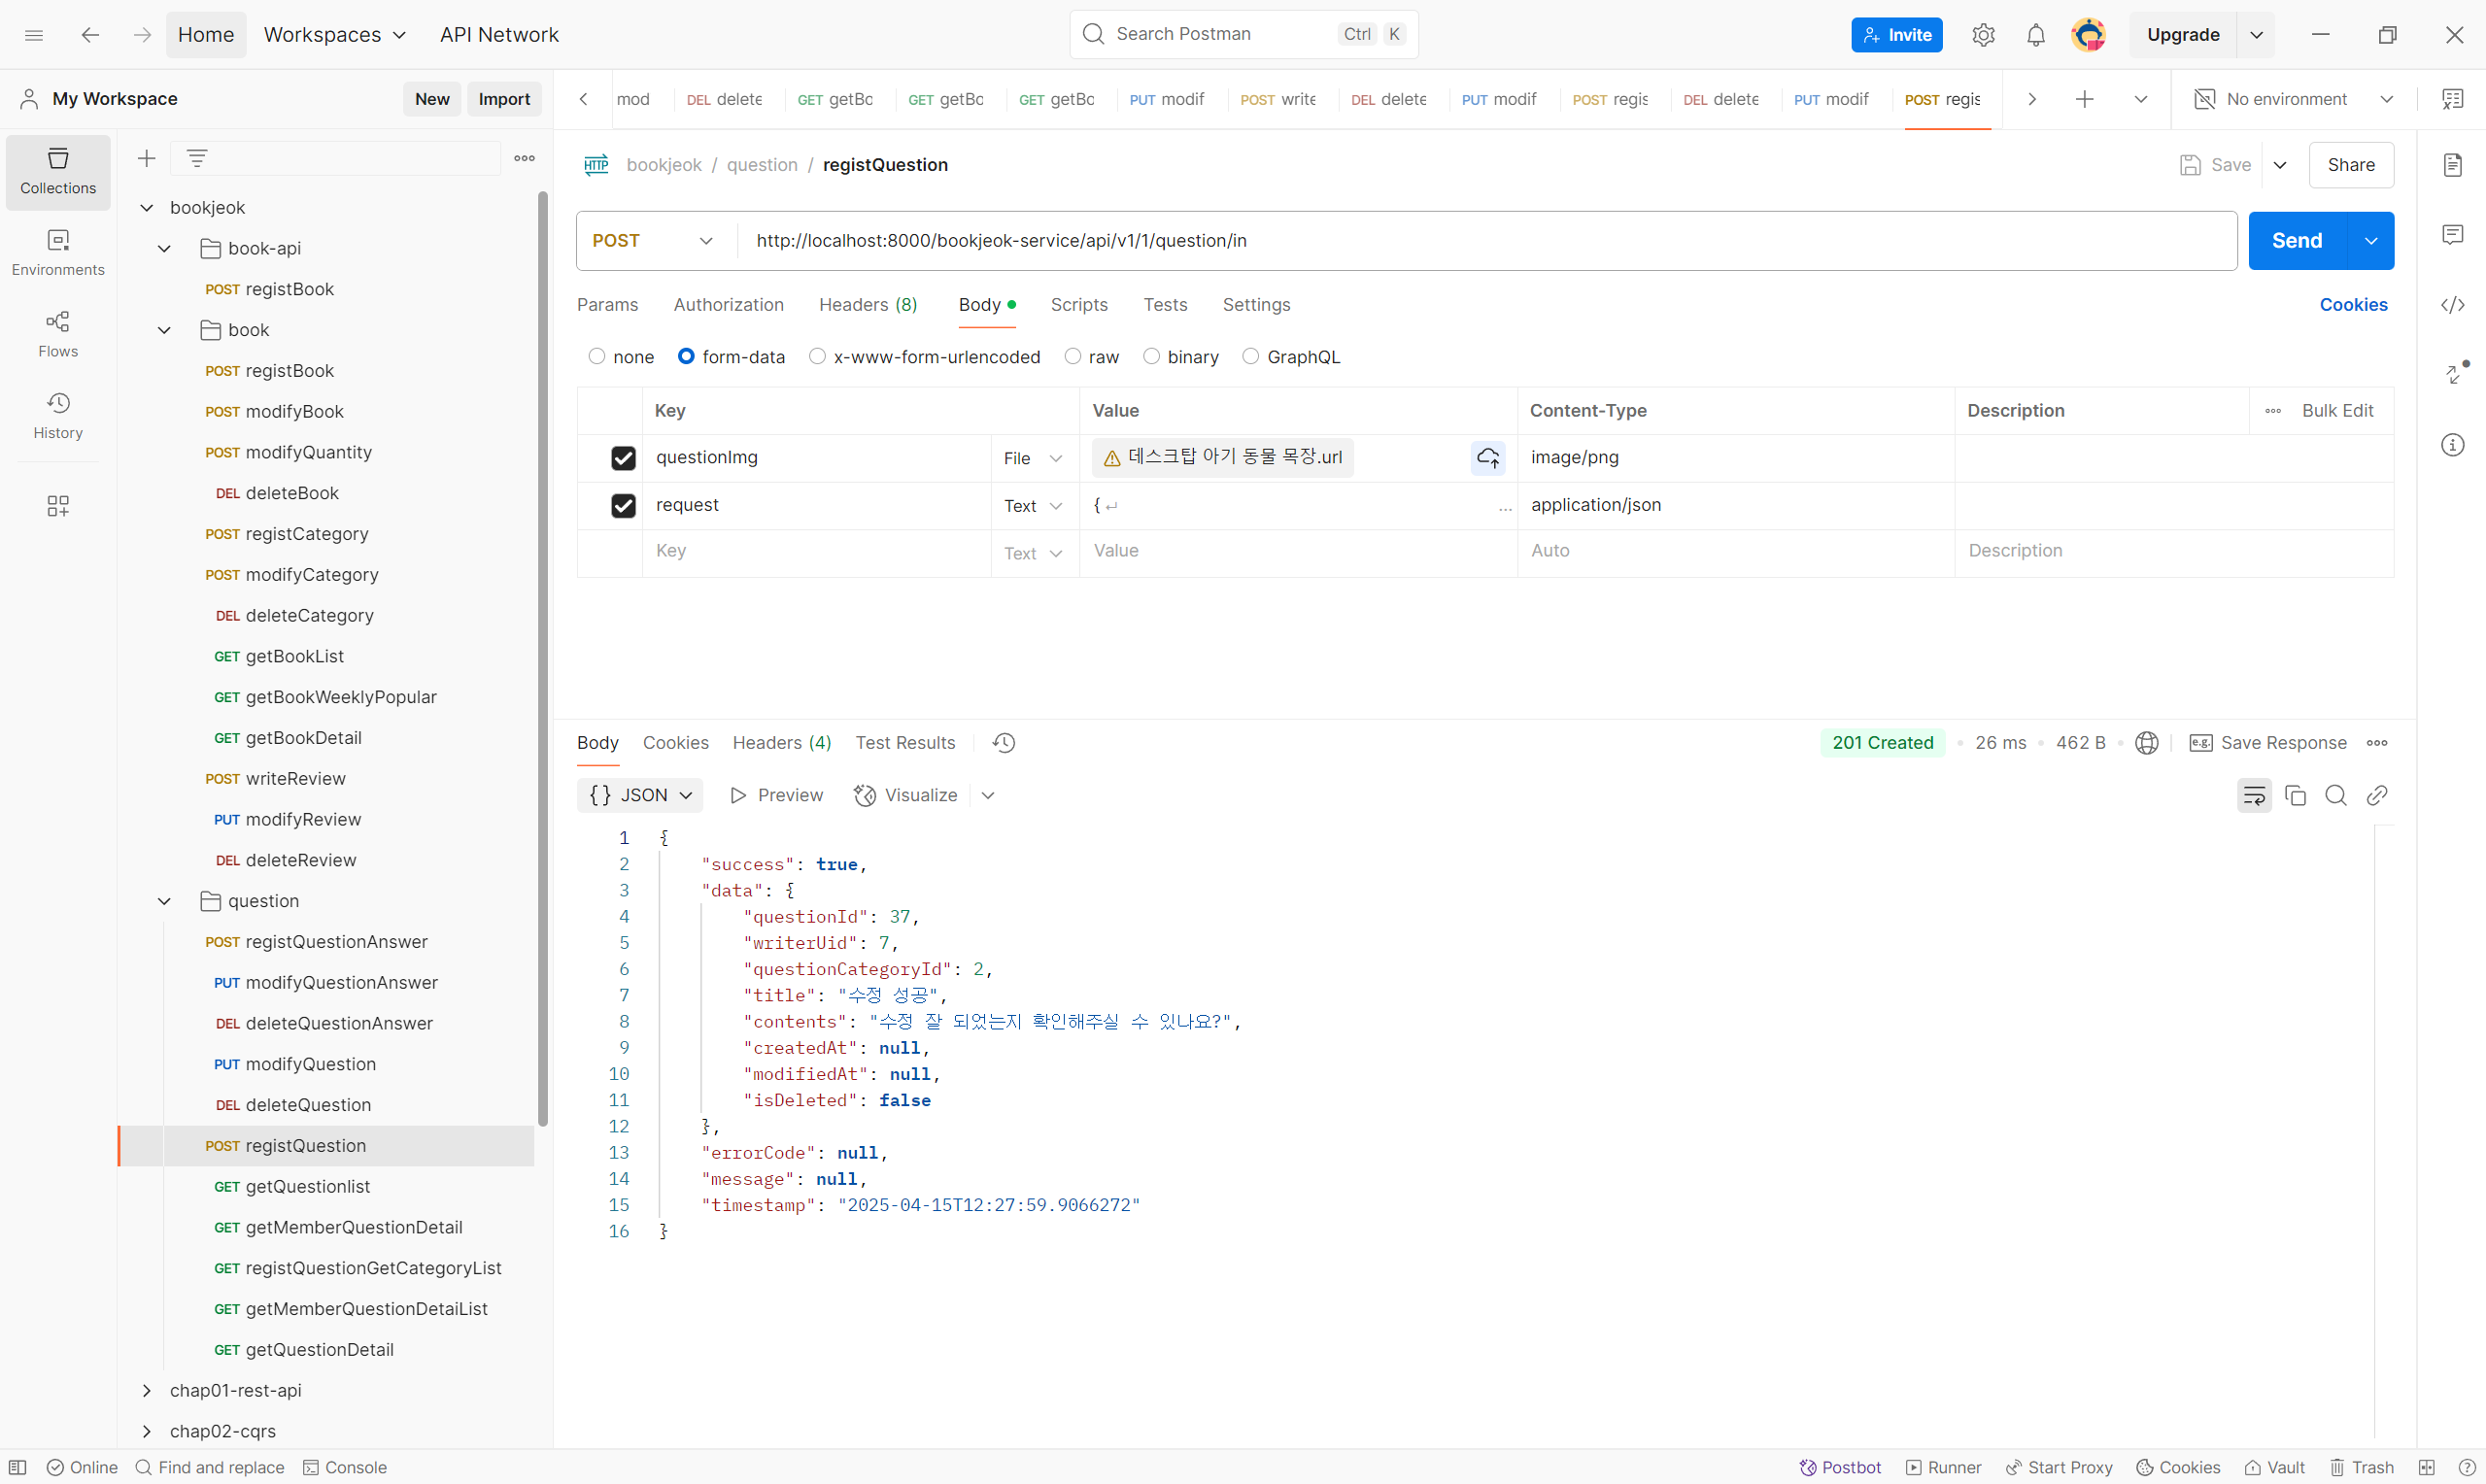 Home Workspaces API Network Search Postman Ctrl K Invite Upgrade
My Workspace New Import mod DEL delete GET getBc GET getBc GET getBc PUT modif POST write DEL delete PUT modif POST regis DEL delete PUT modif POST regis No environment
Collections
Environments
Flows
History
bookjeok
book-api
POST registBook
book
POST registBook
POST modifyBook
POST modifyQuantity
DEL deleteBook
POST registCategory
POST modifyCategory
DEL deleteCategory
GET getBookList
GET getBookWeeklyPopular
GET getBookDetail
POST writeReview
PUT modifyReview
DEL deleteReview
question
POST registQuestionAnswer
PUT modifyQuestionAnswer
DEL deleteQuestionAnswer
PUT modifyQuestion
DEL deleteQuestion
POST registQuestion
GET getQuestionlist
GET getMemberQuestionDetail
GET registQuestionGetCategoryList
GET getMemberQuestionDetaiList
GET getQuestionDetail
chap01-rest-api
chap02-cqrs
HTTP bookjeok / question / registQuestion Save Share
POST http://localhost:8000/bookjeok-service/api/v1/1/question/in Send
Params Authorization Headers (8) Body Scripts Tests Settings Cookies
none form-data x-www-form-urlencoded raw binary GraphQL
Key Value Content-Type Description Bulk Edit
questionImg File 데스크탑 아기 동물 목장.url image/png
request Text { ↵ ... application/json
Key Text Value Auto Description
Body Cookies Headers (4) Test Results 201 Created 26 ms 462 B e.g. Save Response
{} JSON Preview Visualize
1 {
2 "success": true,
3 "data": {
4 "questionId": 37,
5 "writerUid": 7,
6 "questionCategoryId": 2,
7 "title": "수정 성공",
8 "contents": "수정 잘 되었는지 확인해주실 수 있나요?",
9 "createdAt": null,
10 "modifiedAt": null,
11 "isDeleted": false
12 },
13 "errorCode": null,
14 "message": null,
15 "timestamp": "2025-04-15T12:27:59.9066272"
16 }
Online Find and replace Console Postbot Runner Start Proxy Cookies Vault Trash